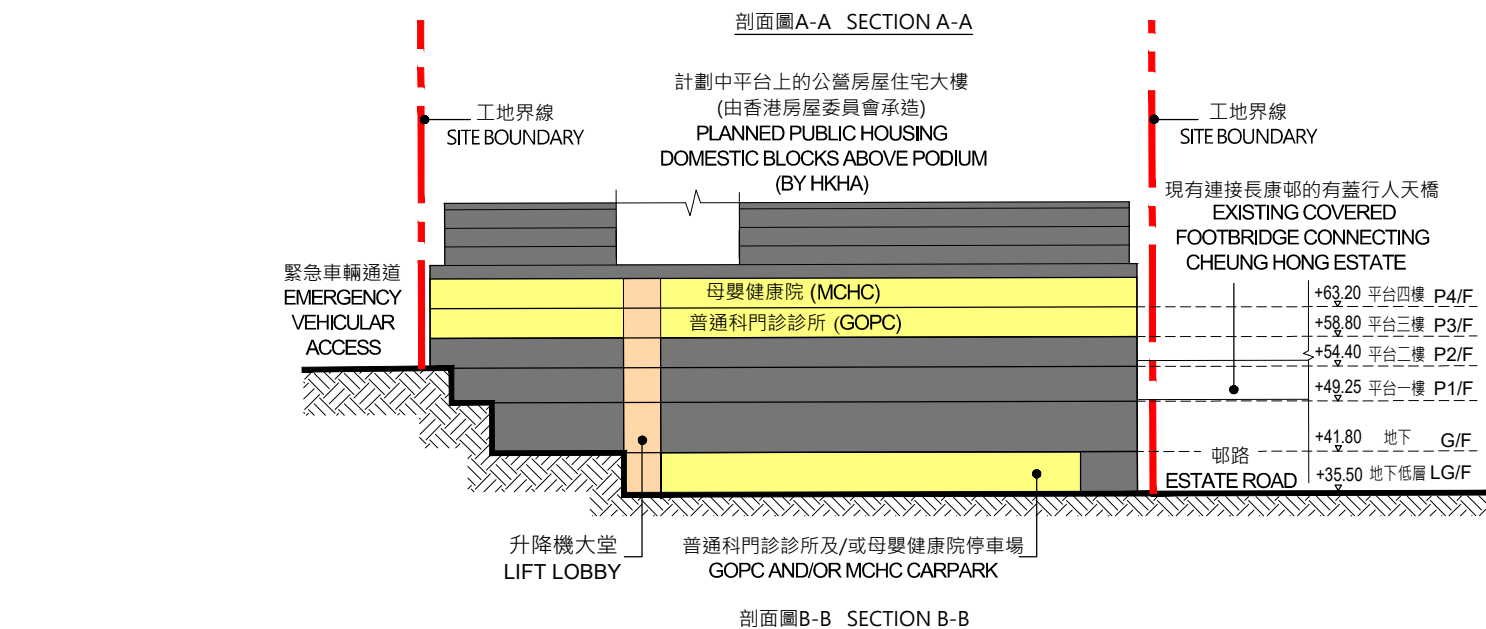 剖面圖A-A SECTION A-A
工地界線
SITE BOUNDARY
計劃中平台上的公營房屋住宅大樓
(由香港房屋委員會承造)
PLANNED PUBLIC HOUSING
DOMESTIC BLOCKS ABOVE PODIUM
(BY HKHA)
工地界線
SITE BOUNDARY
現有連接長康邨的有蓋行人天橋
EXISTING COVERED
FOOTBRIDGE CONNECTING
CHEUNG HONG ESTATE
緊急車輛通道
EMERGENCY
VEHICULAR
ACCESS
母嬰健康院 (MCHC)
普通科門診診所 (GOPC)
+63.20 平台四樓 P4/F
+58.80 平台三樓 P3/F
+54.40 平台二樓 P2/F
+49.25 平台一樓 P1/F
+41.80 地下 G/F
+35.50 地下低層 LG/F
邨路
ESTATE ROAD
升降機大堂
LIFT LOBBY
普通科門診診所及/或母嬰健康院停車場
GOPC AND/OR MCHC CARPARK
剖面圖B-B SECTION B-B